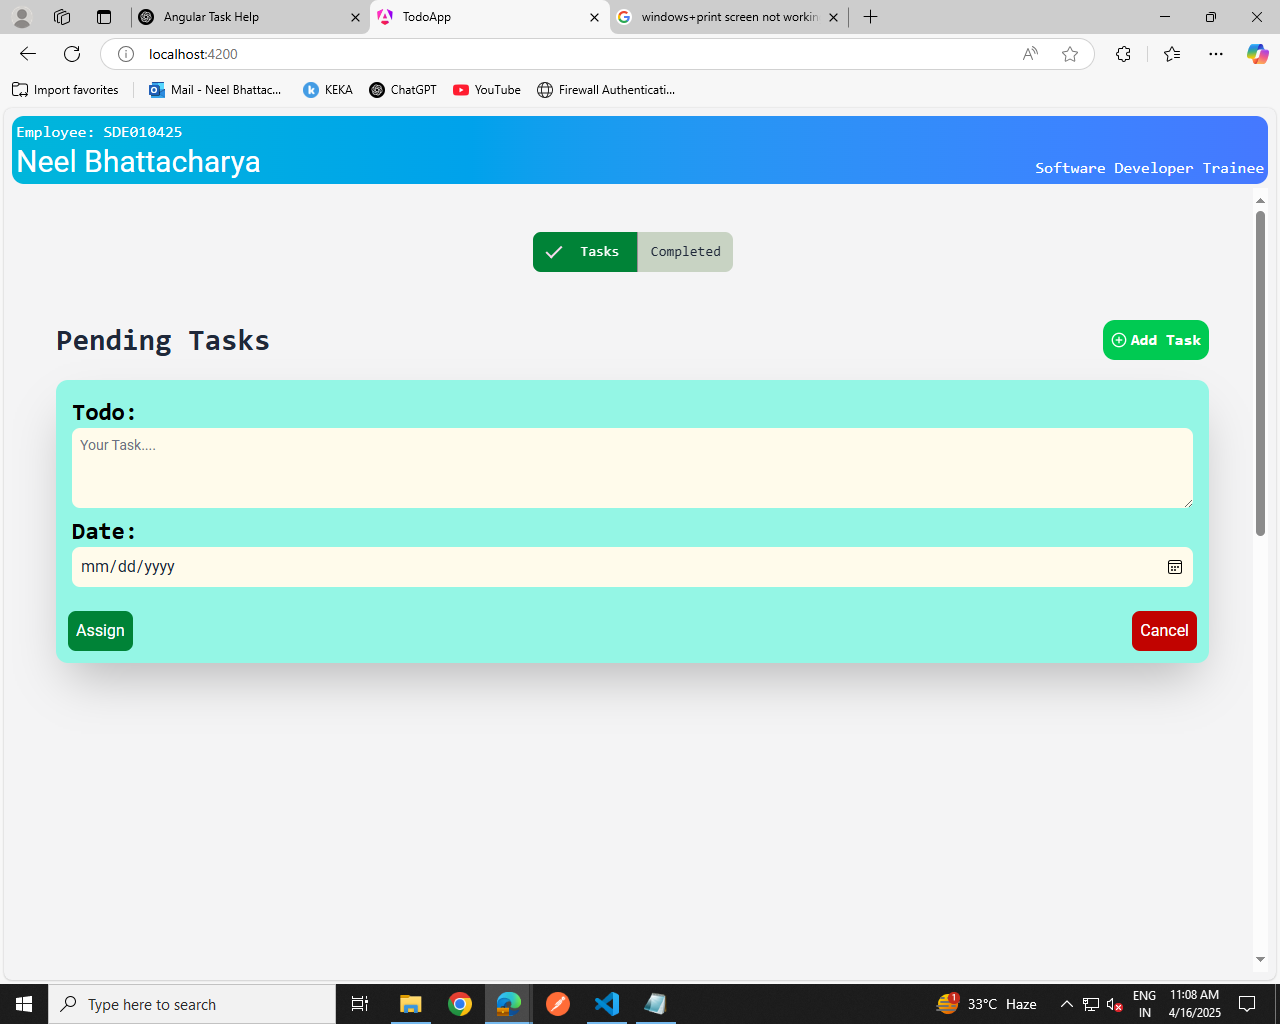 Angular Task Help
TodoApp
windows+print screen not workin
localhost:4200
Import favorites
Mail - Neel Bhattac...
KEKA
ChatGPT
YouTube
Firewall Authenticati...
Employee: SDE010425
Neel Bhattacharya
Software Developer Trainee
Tasks
Completed
Pending Tasks
Add Task
Todo:
Your Task....
Date:
mm/dd/yyyy
Assign
Cancel
Type here to search
1
33°C Haze
ENG
IN
11:08 AM
4/16/2025